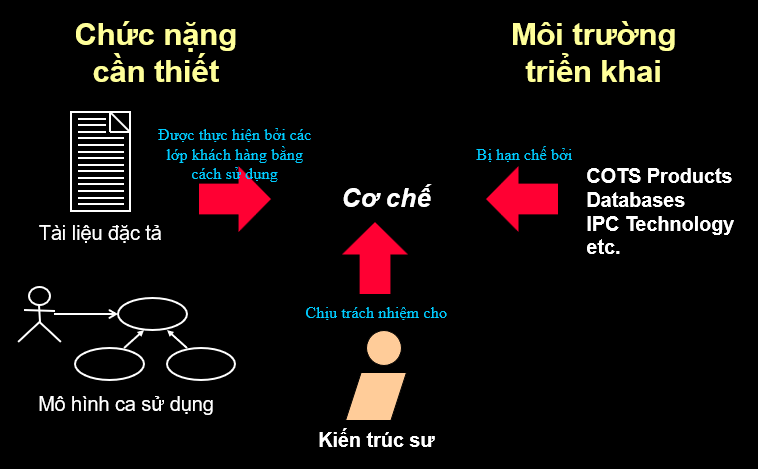 Chức nặng
cần thiết
Môi trường
triển khai
Được thực hiện bởi các
lớp khách hàng bằng
cách sử dụng
Bị hạn chế bởi
Cơ chế
COTS Products
Databases
IPC Technology
etc.
Tài liệu đặc tả
Chịu trách nhiệm cho
Mô hình ca sử dụng
Kiến trúc sư